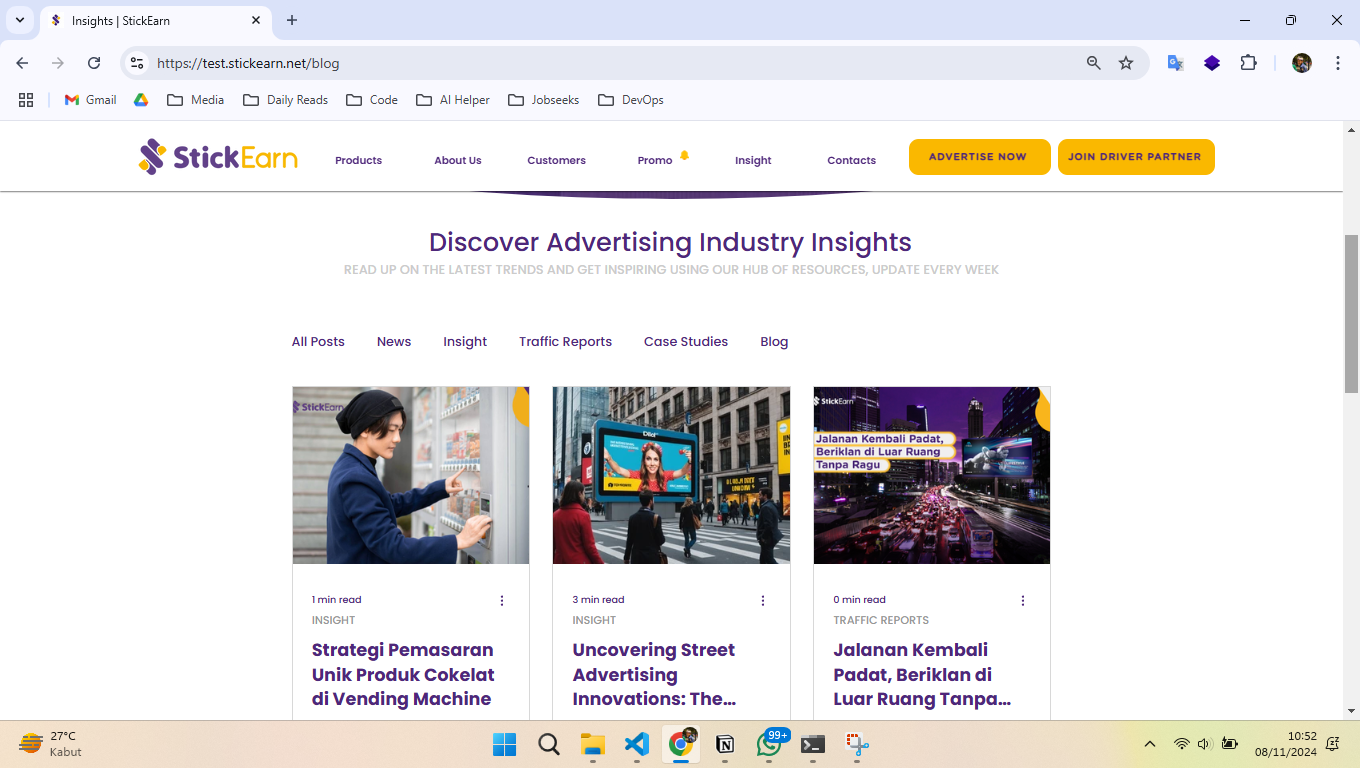 Insights | StickEarn
https://test.stickearn.net/blog
Gmail
Media
Daily Reads
Code
AI Helper
Jobseeks
DevOps
StickEarn
Products
About Us
Customers
Promo
Insight
Contacts
ADVERTISE NOW
JOIN DRIVER PARTNER
Discover Advertising Industry Insights
READ UP ON THE LATEST TRENDS AND GET INSPIRING USING OUR HUB OF RESOURCES, UPDATE EVERY WEEK
All Posts
News
Insight
Traffic Reports
Case Studies
Blog
StickEarn
StickEarn
Jalanan Kembali Padat,
Beriklan di Luar Ruang
Tanpa Ragu
1 min read
INSIGHT
Strategi Pemasaran
Unik Produk Cokelat
di Vending Machine
3 min read
INSIGHT
Uncovering Street
Advertising
Innovations: The...
0 min read
TRAFFIC REPORTS
Jalanan Kembali
Padat, Beriklan di
Luar Ruang Tanpa...
27°C
Kabut
99+
10:52
08/11/2024